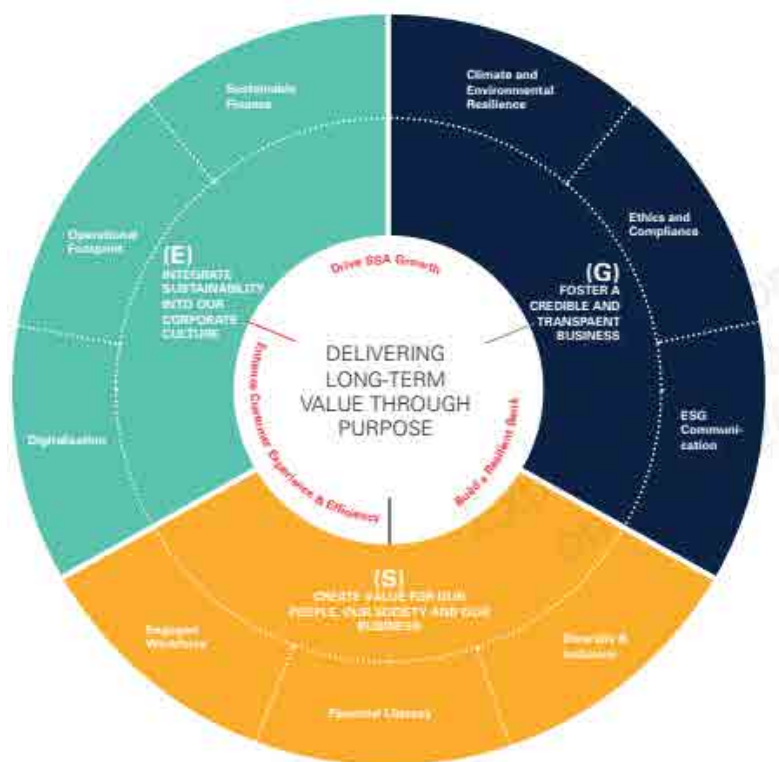 Sustainable
Finance
Climate and
Environmental
Resilience
Operational
Footprint
Ethics and
Compliance
(E)
INTEGRATE
SUSTAINABILITY
INTO OUR
CORPORATE
CULTURE
(G)
FOSTER A
CREDIBLE AND
TRANSPAENT
BUSINESS
Drive SSA Growth
DELIVERING
LONG-TERM
VALUE THROUGH
PURPOSE
Enhance Customer Experience & Efficiency
Build a Resilient Bank
Digitalisation
ESG
Communi-
cation
(S)
CREATE VALUE FOR OUR
PEOPLE, OUR SOCIETY AND OUR
BUSINESS
Engaged
Workforce
Financial Literacy
Diversity &
Inclusion